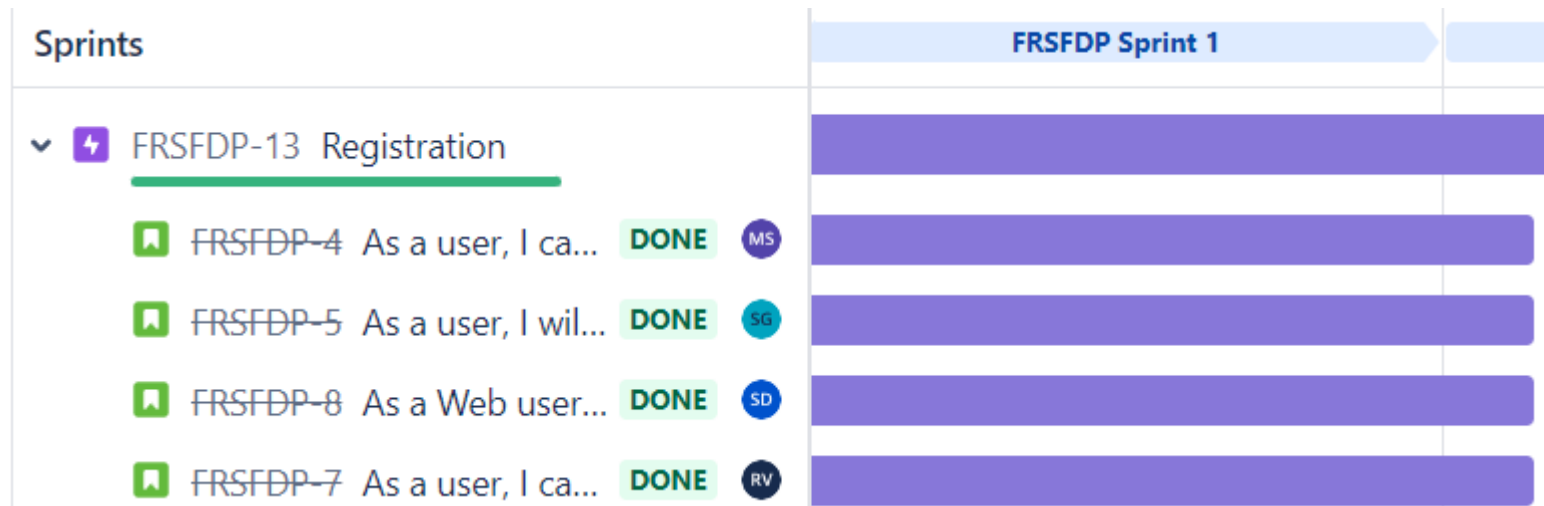 Sprints FRSFDP Sprint 1
FRSFDP-13 Registration
FRSFDP-4 As a user, I ca... DONE MS
FRSFDP-5 As a user, I wil... DONE SG
FRSFDP-8 As a Web user... DONE SD
FRSFDP-7 As a user, I ca... DONE RV